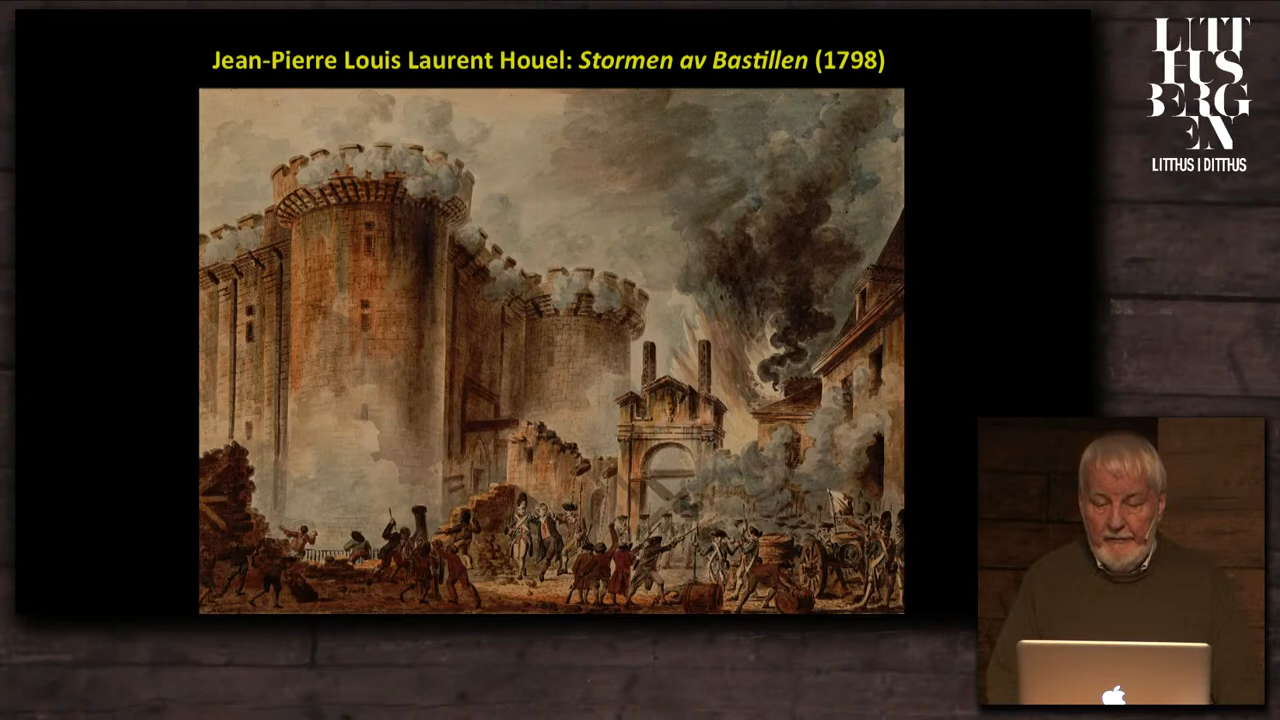 Jean-Pierre Louis Laurent Houel: Stormen av Bastillen (1798)
LITT
HUS
BERG
EN
LITTHUS I DITTHUS